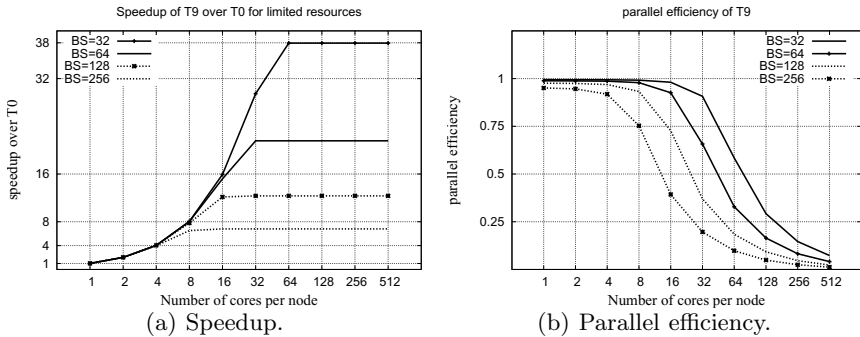 Speedup of T9 over T0 for limited resources
BS=32
BS=64
BS=128
BS=256
speedup over T0
38
32
16
8
4
1
1 2 4 8 16 32 64 128 256 512
Number of cores per node
(a) Speedup.
parallel efficiency of T9
BS=32
BS=64
BS=128
BS=256
parallel efficiency
1
0.75
0.5
0.25
1 2 4 8 16 32 64 128 256 512
Number of cores per node
(b) Parallel efficiency.